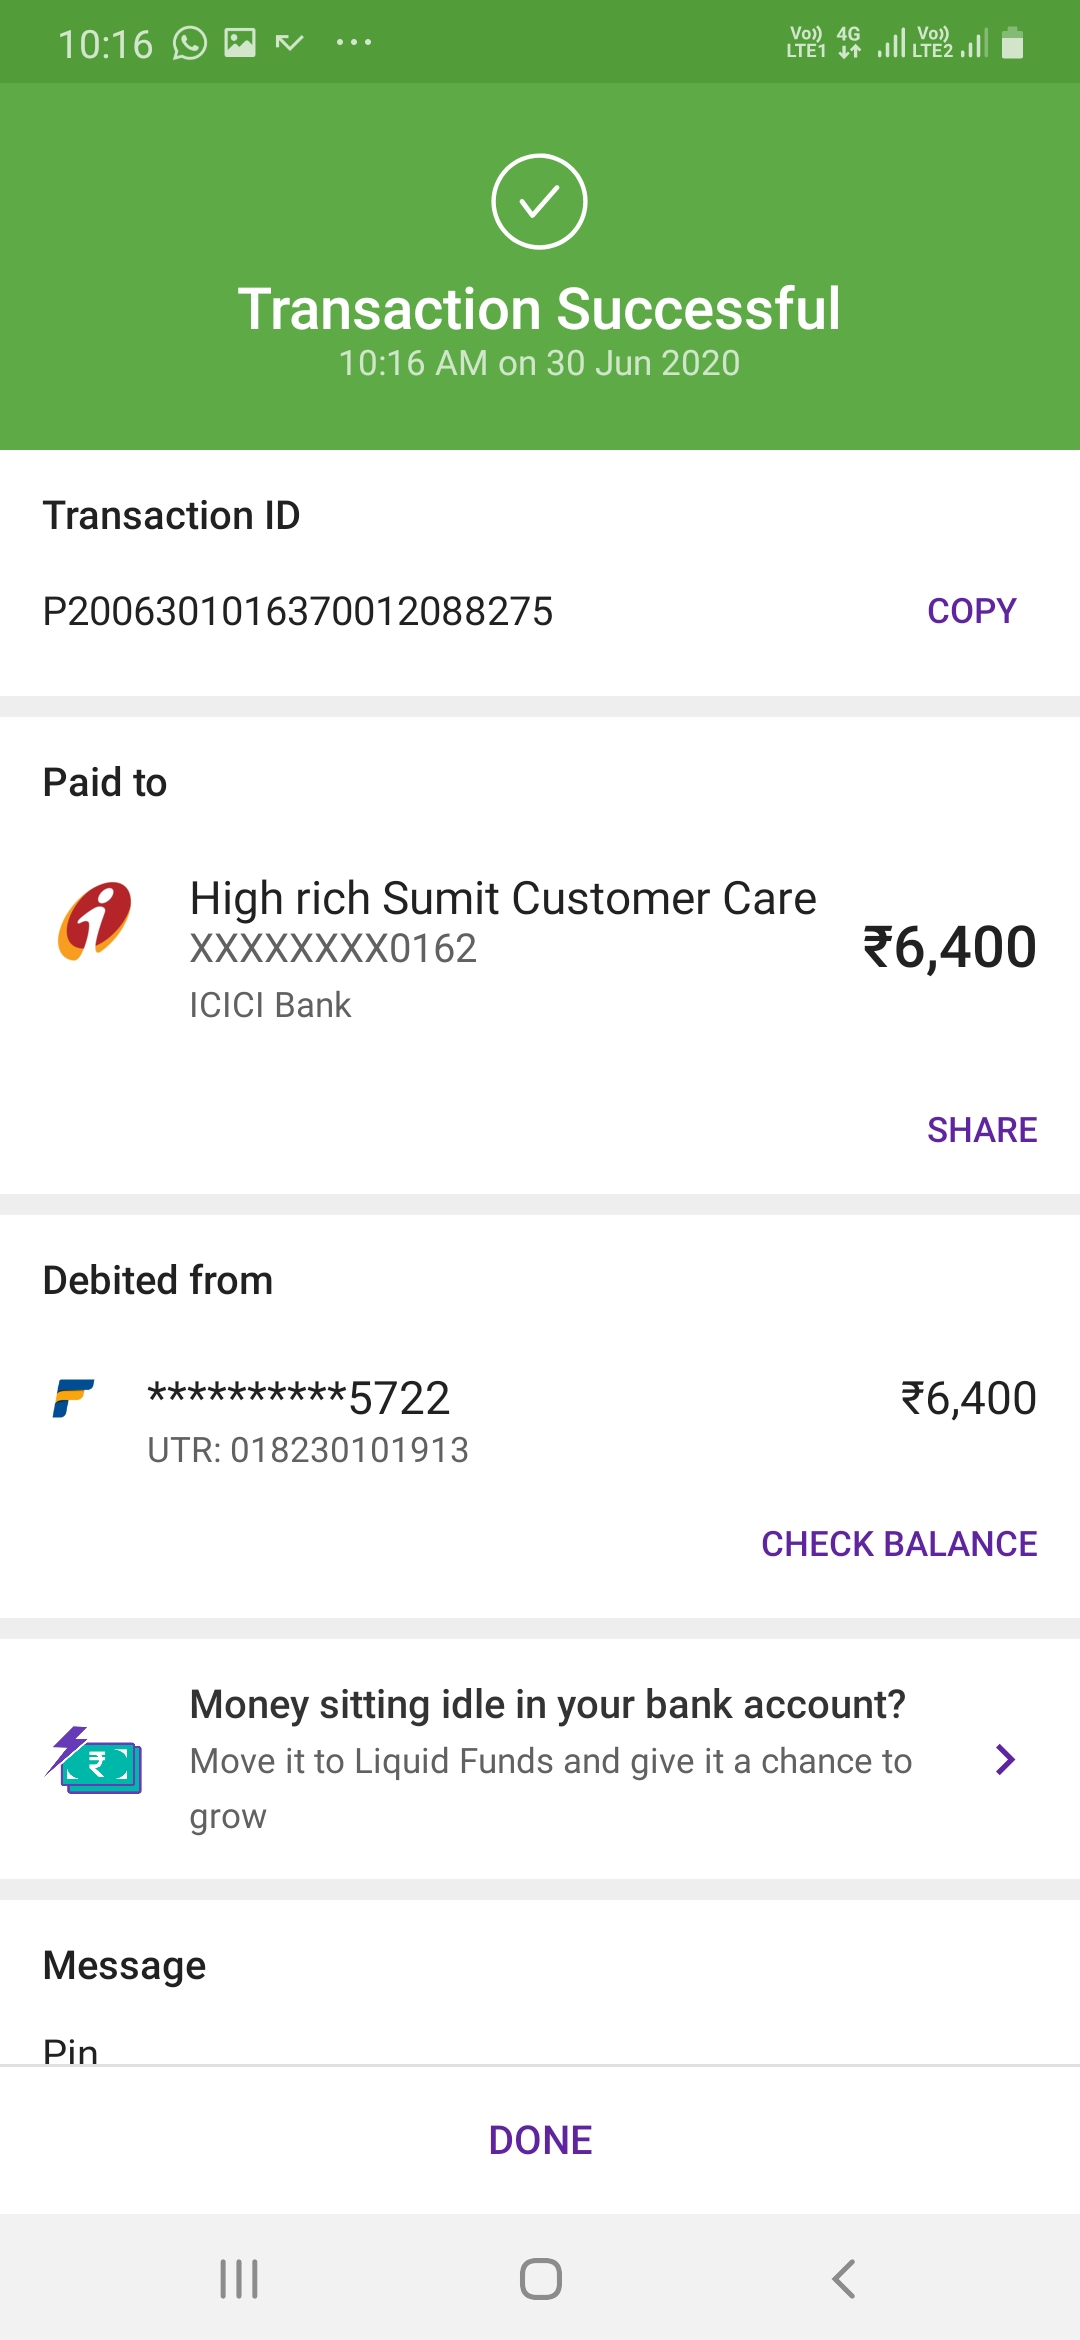 10:16
Vo)) LTE1 4G Vo)) LTE2
Transaction Successful
10:16 AM on 30 Jun 2020
Transaction ID
P2006301016370012088275 COPY
Paid to
High rich Sumit Customer Care
XXXXXXXX0162
₹6,400
ICICI Bank
SHARE
Debited from
**********5722 ₹6,400
UTR: 018230101913
CHECK BALANCE
Money sitting idle in your bank account?
Move it to Liquid Funds and give it a chance to
grow
Message
Pin
DONE